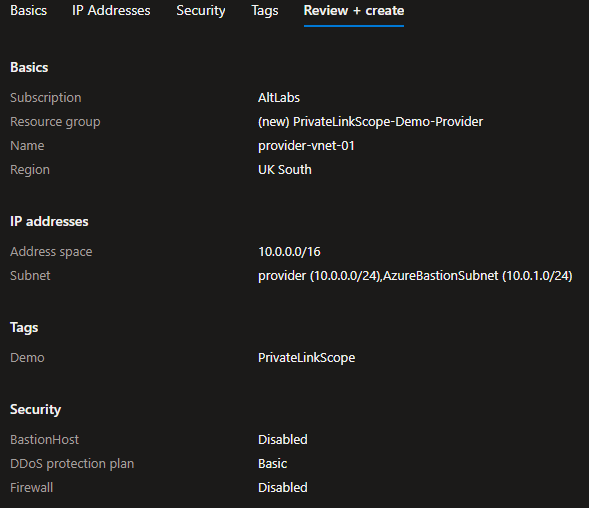 Basics IP Addresses Security Tags Review + create
Basics
Subscription AltLabs
Resource group (new) PrivateLinkScope-Demo-Provider
Name provider-vnet-01
Region UK South
IP addresses
Address space 10.0.0.0/16
Subnet provider (10.0.0.0/24),AzureBastionSubnet (10.0.1.0/24)
Tags
Demo PrivateLinkScope
Security
BastionHost Disabled
DDoS protection plan Basic
Firewall Disabled